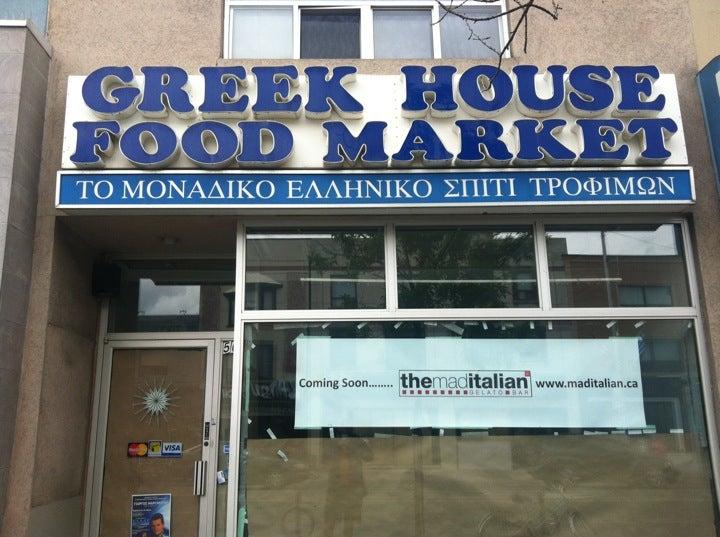 GREEK HOUSE
FOOD MARKET
ΤΟ ΜΟΝΑΔΙΚΟ ΕΛΛΗΝΙΚΟ ΣΠΙΤΙ ΤΡΟΦΙΜΩΝ
Coming Soon........ themaditalian www.maditalian.ca
GELATO BAR
VISA